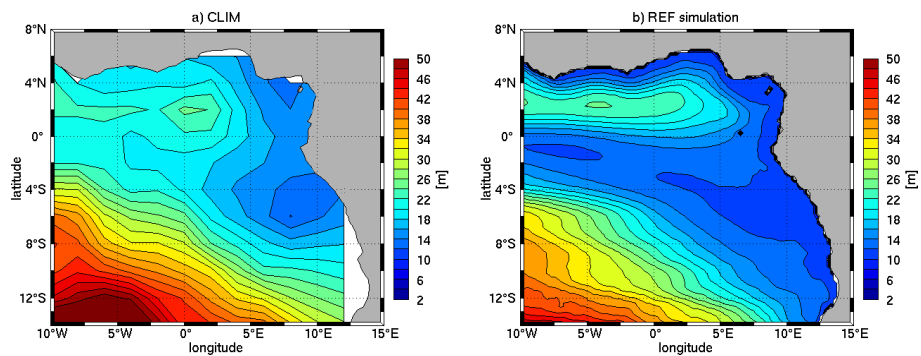 a) CLIM
8°N
4°N
0°
4°S
8°S
12°S
latitude
10°W 5°W 0° 5°E 10°E 15°E
longitude
50
46
42
38
34
30
26
22
18
14
10
6
2
[m]
b) REF simulation
8°N
4°N
0°
4°S
8°S
12°S
latitude
10°W 5°W 0° 5°E 10°E 15°E
longitude
50
46
42
38
34
30
26
22
18
14
10
6
2
[m]